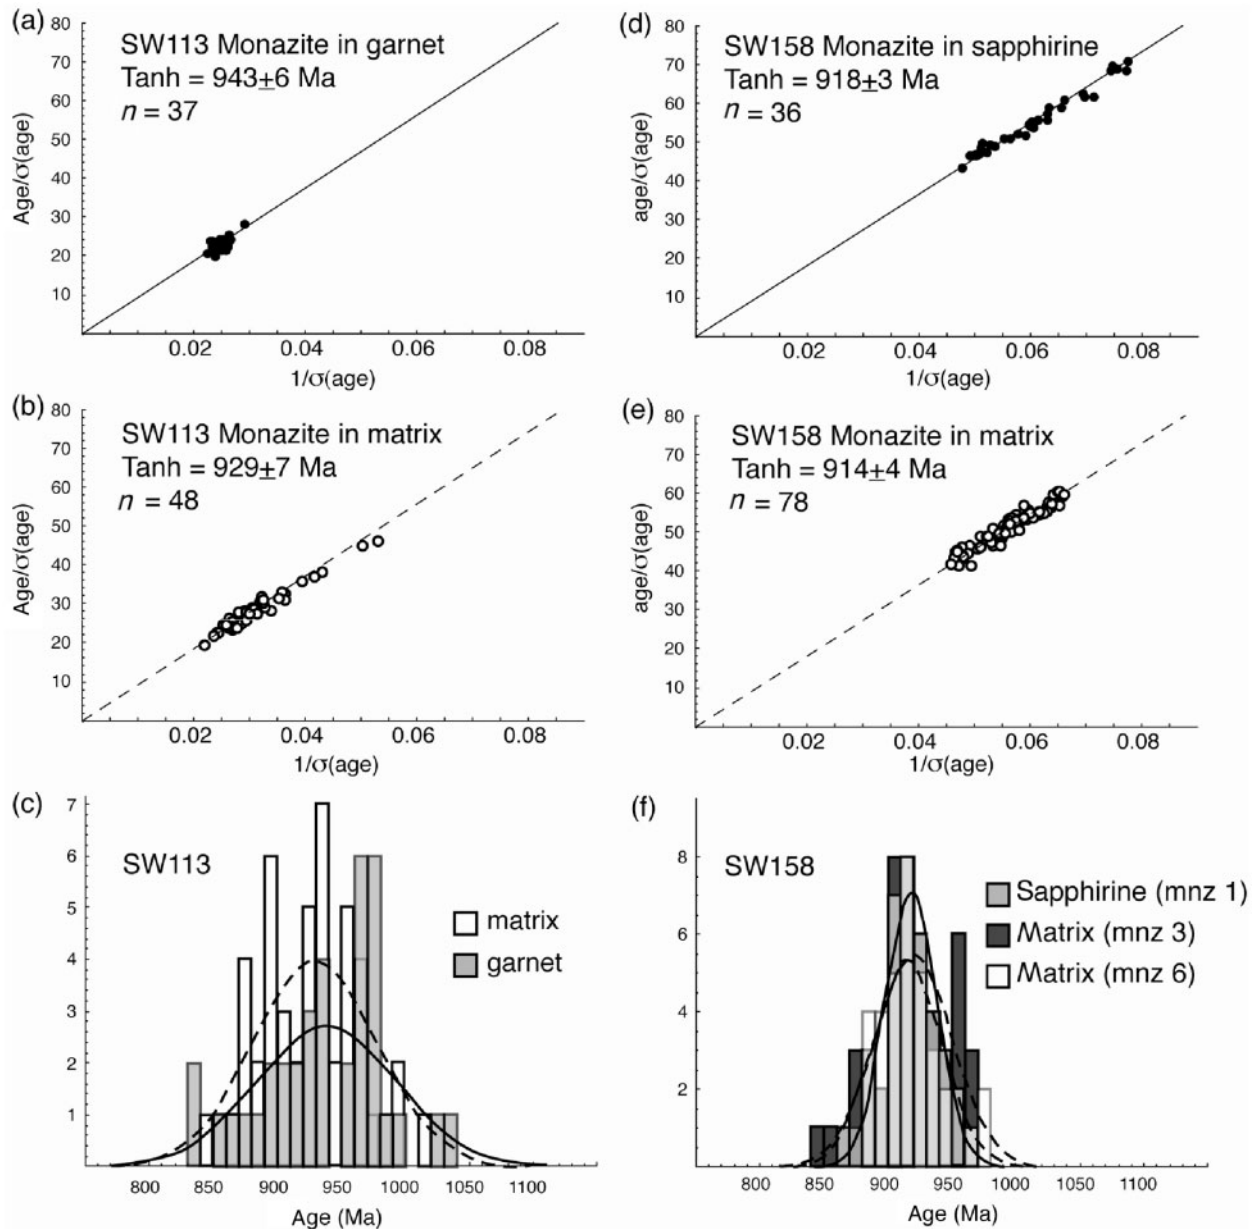 (a)
80
70
60
50
40
30
20
10
Age/σ(age)
SW113 Monazite in garnet
Tanh = 943±6 Ma
n = 37
0.02 0.04 0.06 0.08
1/σ(age)
(d)
80
70
60
50
40
30
20
10
age/σ(age)
SW158 Monazite in sapphirine
Tanh = 918±3 Ma
n = 36
0.02 0.04 0.06 0.08
1/σ(age)
(b)
80
70
60
50
40
30
20
10
Age/σ(age)
SW113 Monazite in matrix
Tanh = 929±7 Ma
n = 48
0.02 0.04 0.06 0.08
1/σ(age)
(e)
80
70
60
50
40
30
20
10
age/σ(age)
SW158 Monazite in matrix
Tanh = 914±4 Ma
n = 78
0.02 0.04 0.06 0.08
1/σ(age)
(c)
7
6
5
4
3
2
1
SW113
matrix
garnet
800 850 900 950 1000 1050 1100
Age (Ma)
(f)
8
6
4
2
SW158
Sapphirine (mnz 1)
Matrix (mnz 3)
Matrix (mnz 6)
800 850 900 950 1000 1050 1100
Age (Ma)